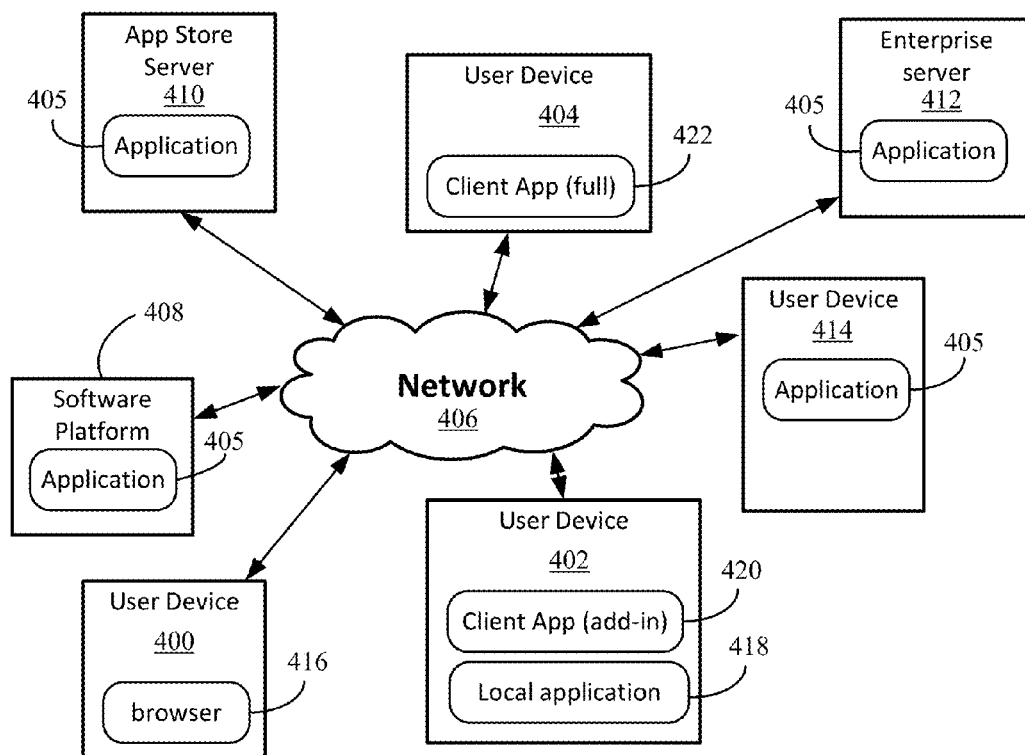 App Store
Server
410
405
Application
User Device
404
422
Client App (full)
Enterprise
server
412
405
Application
408
Software
Platform
405
Application
Network
406
User Device
414
405
Application
User Device
400
416
browser
User Device
402
420
Client App (add-in)
418
Local application